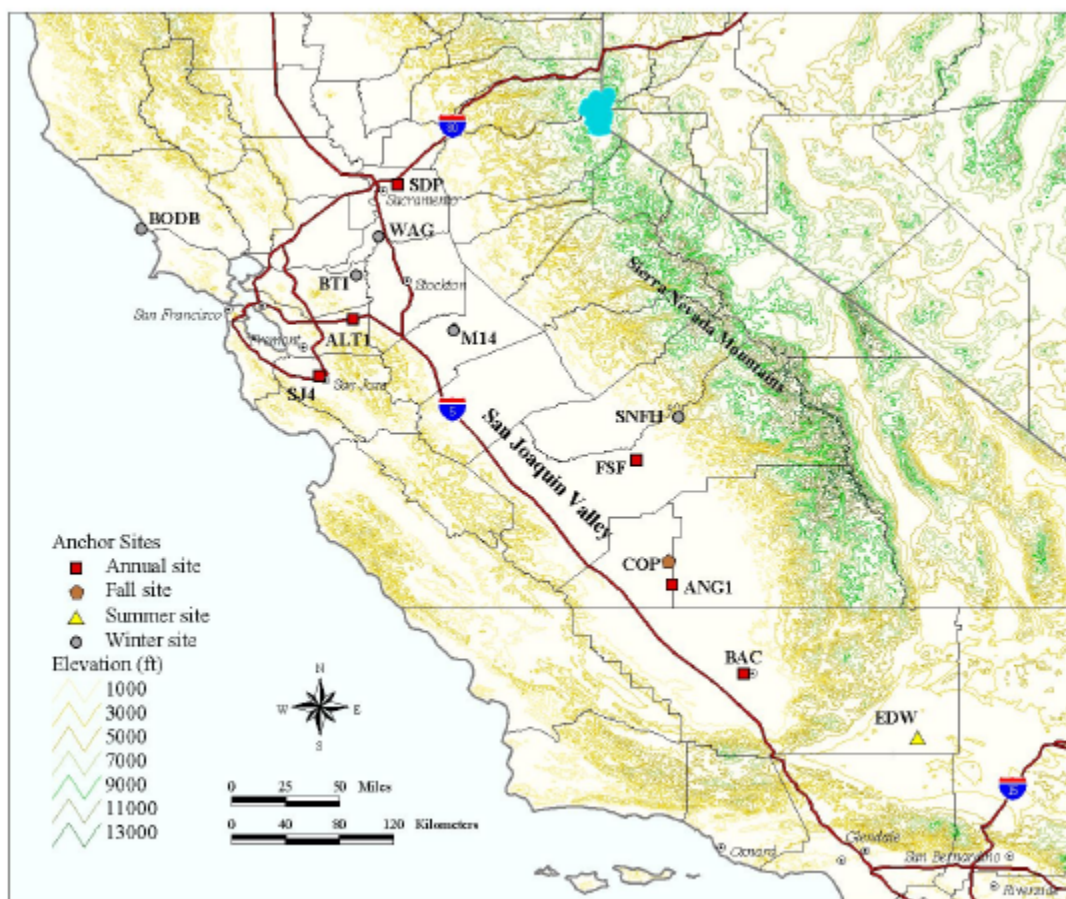 80
SDP
Sacramento
BODB
WAG
BTI
Stockton
San Francisco
Fremont
ALT1
M14
SJ4
San Jose
5
Sierra Nevada Mountains
San Joaquin Valley
SNFH
FSF
COP
ANG1
BAC
EDW
15
Anchor Sites
Annual site
Fall site
Summer site
Winter site
Elevation (ft)
1000
3000
5000
7000
9000
11000
13000
N
W E
S
0 25 50 Miles
0 40 80 120 Kilometers
Oxnard
Glendale
San Bernardino
Riverside